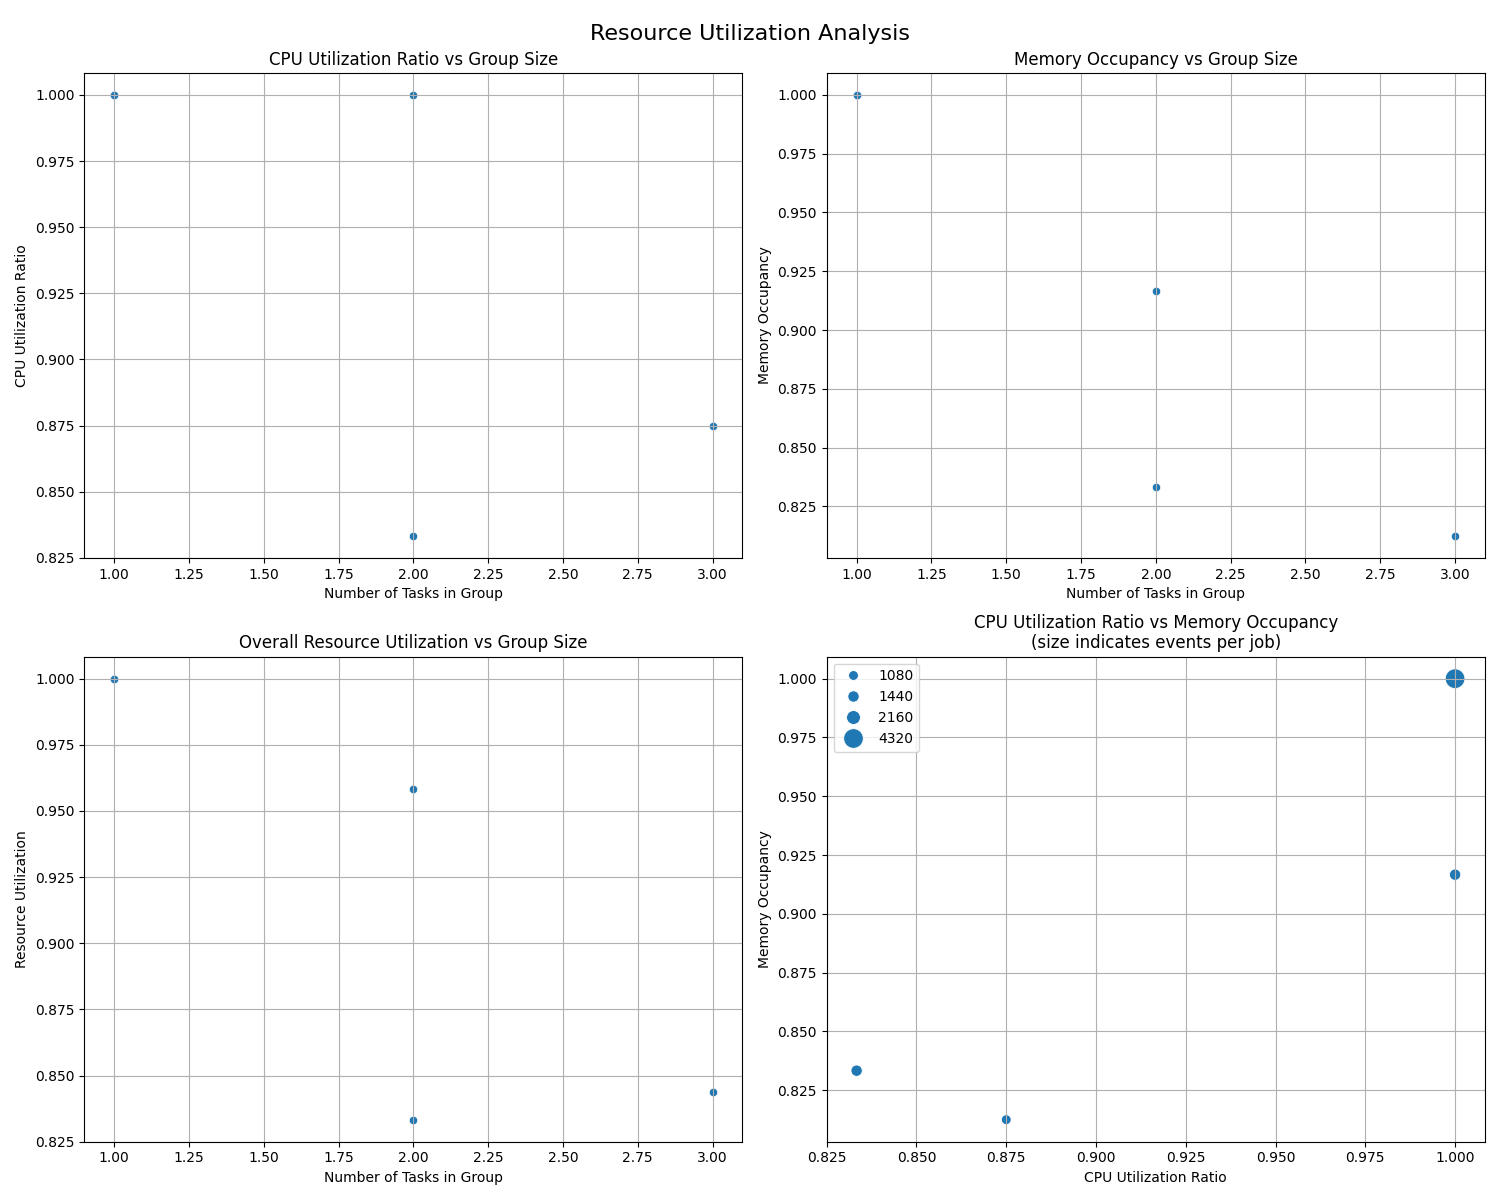 Resource Utilization Analysis
CPU Utilization Ratio vs Group Size
1.000
0.975
0.950
0.925
0.900
0.875
0.850
0.825
CPU Utilization Ratio
1.00 1.25 1.50 1.75 2.00 2.25 2.50 2.75 3.00
Number of Tasks in Group
Memory Occupancy vs Group Size
1.000
0.975
0.950
0.925
0.900
0.875
0.850
0.825
Memory Occupancy
1.00 1.25 1.50 1.75 2.00 2.25 2.50 2.75 3.00
Number of Tasks in Group
Overall Resource Utilization vs Group Size
1.000
0.975
0.950
0.925
0.900
0.875
0.850
0.825
Resource Utilization
1.00 1.25 1.50 1.75 2.00 2.25 2.50 2.75 3.00
Number of Tasks in Group
CPU Utilization Ratio vs Memory Occupancy
(size indicates events per job)
1080
1440
2160
4320
1.000
0.975
0.950
0.925
0.900
0.875
0.850
0.825
Memory Occupancy
0.825 0.850 0.875 0.900 0.925 0.950 0.975 1.000
CPU Utilization Ratio